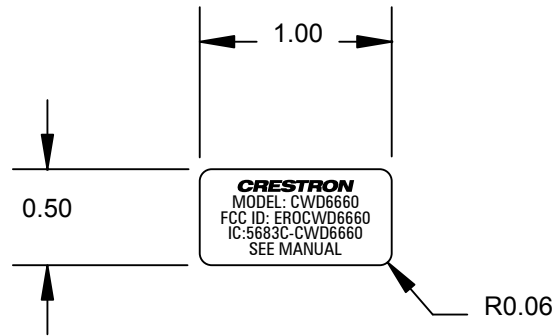 1.00
0.50
CRESTRON
MODEL: CWD6660
FCC ID: EROCWD6660
IC:5683C-CWD6660
SEE MANUAL
R0.06